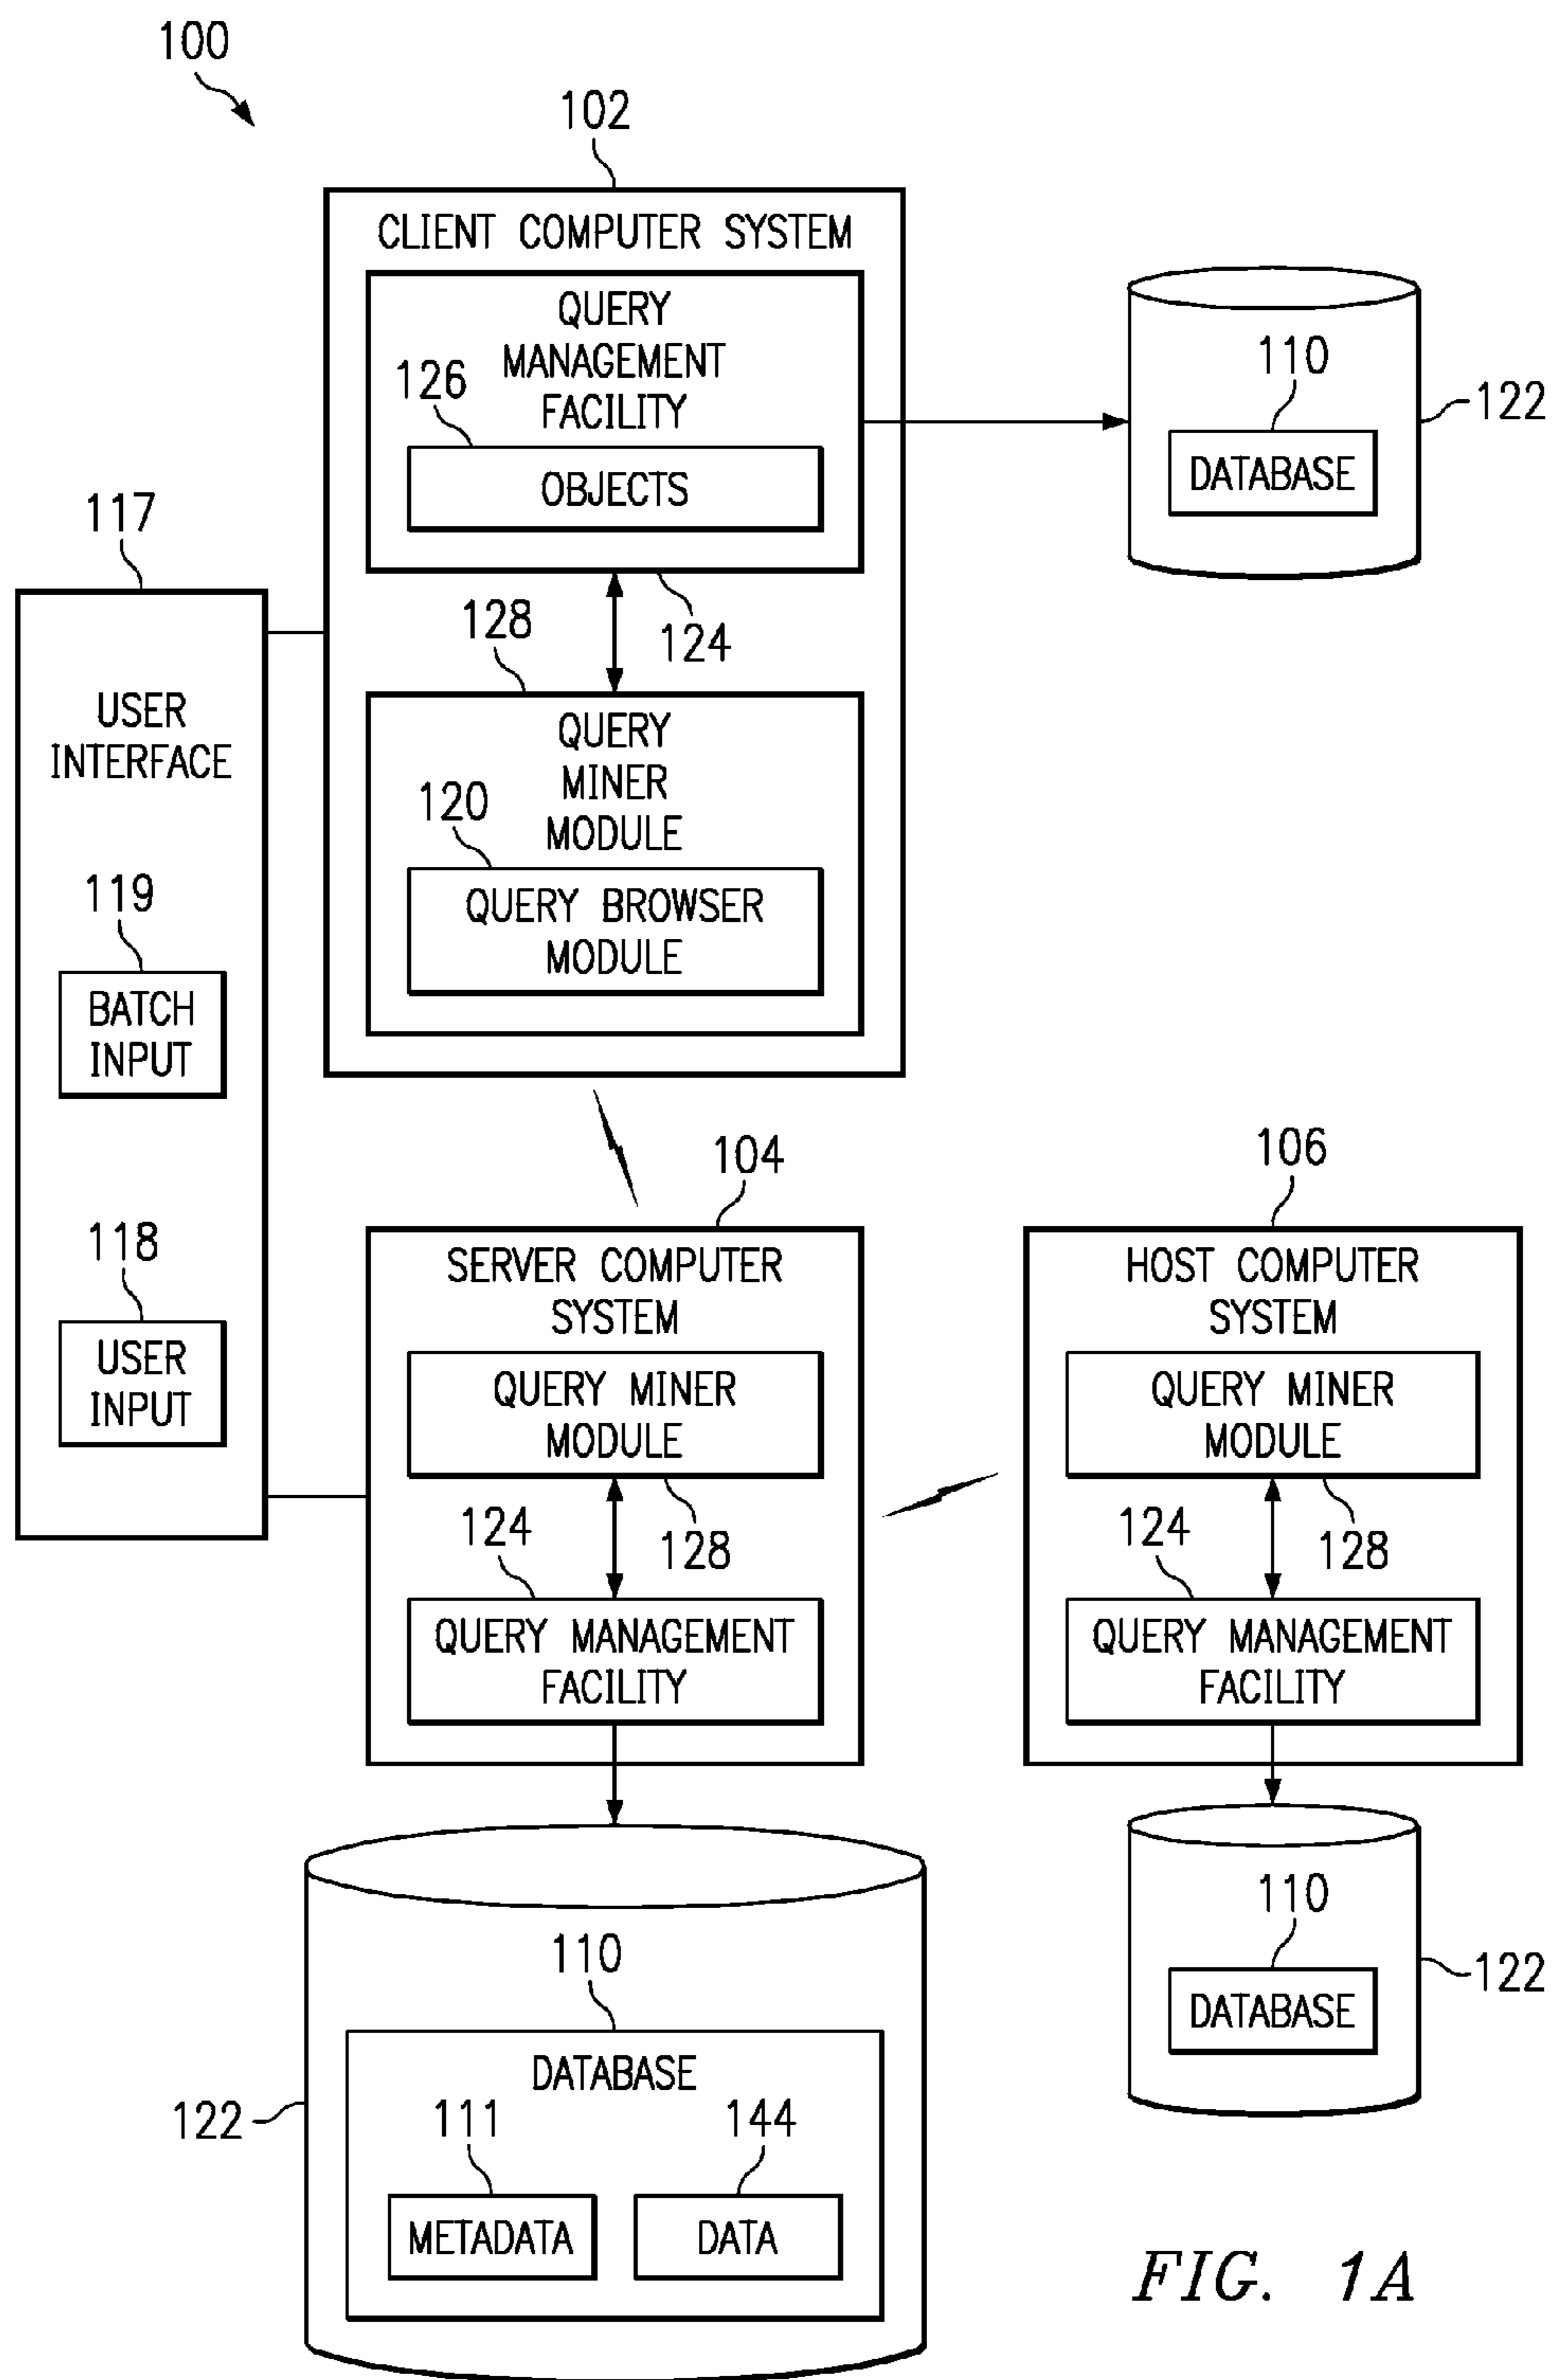 100
102
CLIENT COMPUTER SYSTEM
QUERY
MANAGEMENT
FACILITY
126
OBJECTS
110
DATABASE
122
117
128
124
USER
INTERFACE
QUERY
MINER
MODULE
120
QUERY BROWSER
MODULE
119
BATCH
INPUT
118
USER
INPUT
104
SERVER COMPUTER
SYSTEM
QUERY MINER
MODULE
124
128
QUERY MANAGEMENT
FACILITY
106
HOST COMPUTER
SYSTEM
QUERY MINER
MODULE
124
128
QUERY MANAGEMENT
FACILITY
110
DATABASE
122
111
METADATA
144
DATA
110
DATABASE
122
FIG. 1A